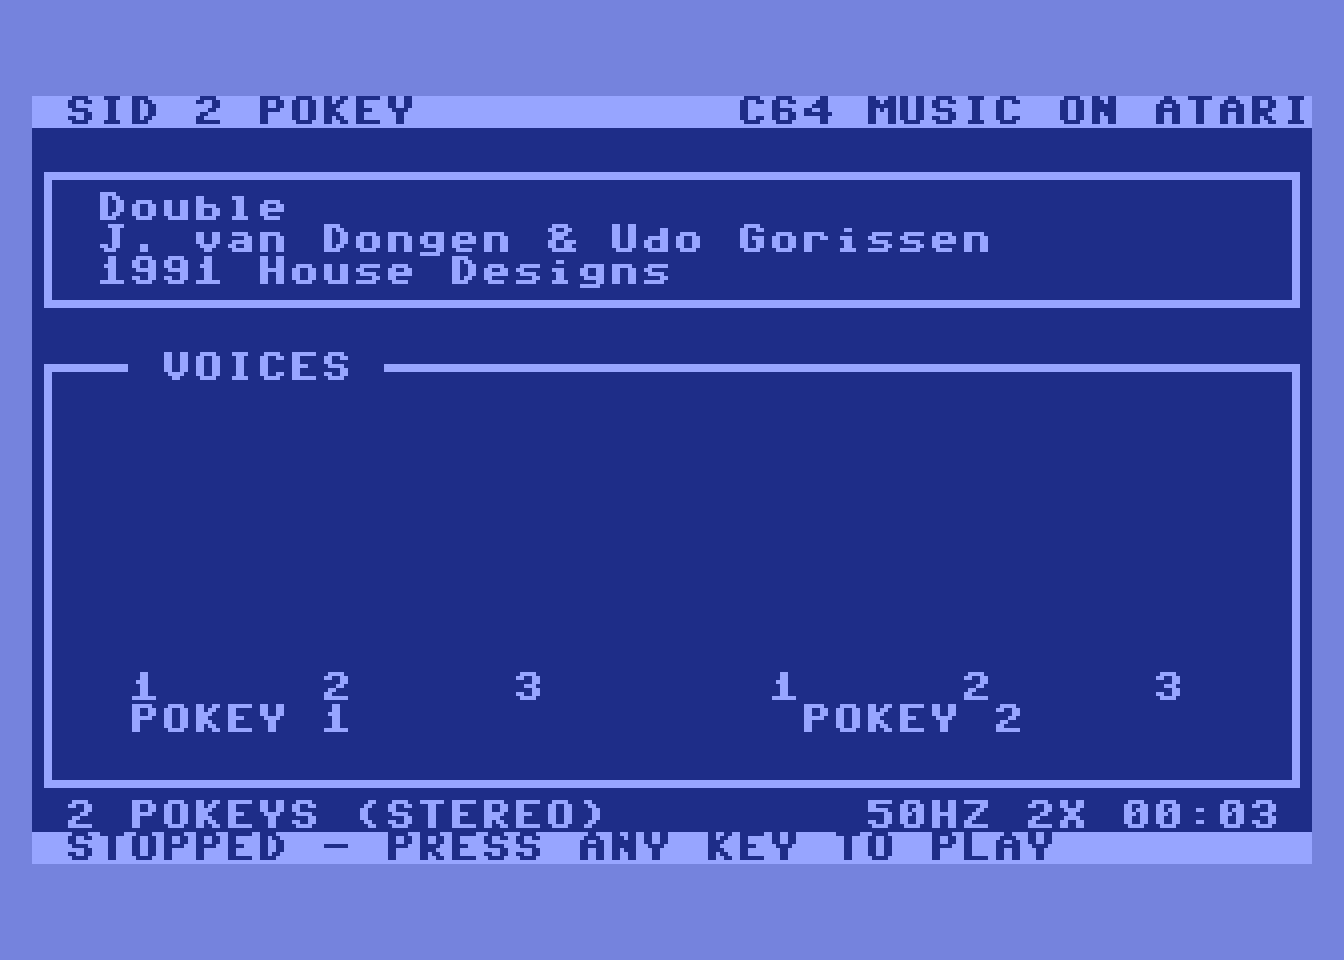 SID 2 POKEY C64 MUSIC ON ATARI
Double
J. van Dongen & Udo Gorissen
1991 House Designs
VOICES
1 2 3 1 2 3
POKEY 1 POKEY 2
2 POKEYS (STEREO) 50HZ 2X 00:03
STOPPED - PRESS ANY KEY TO PLAY